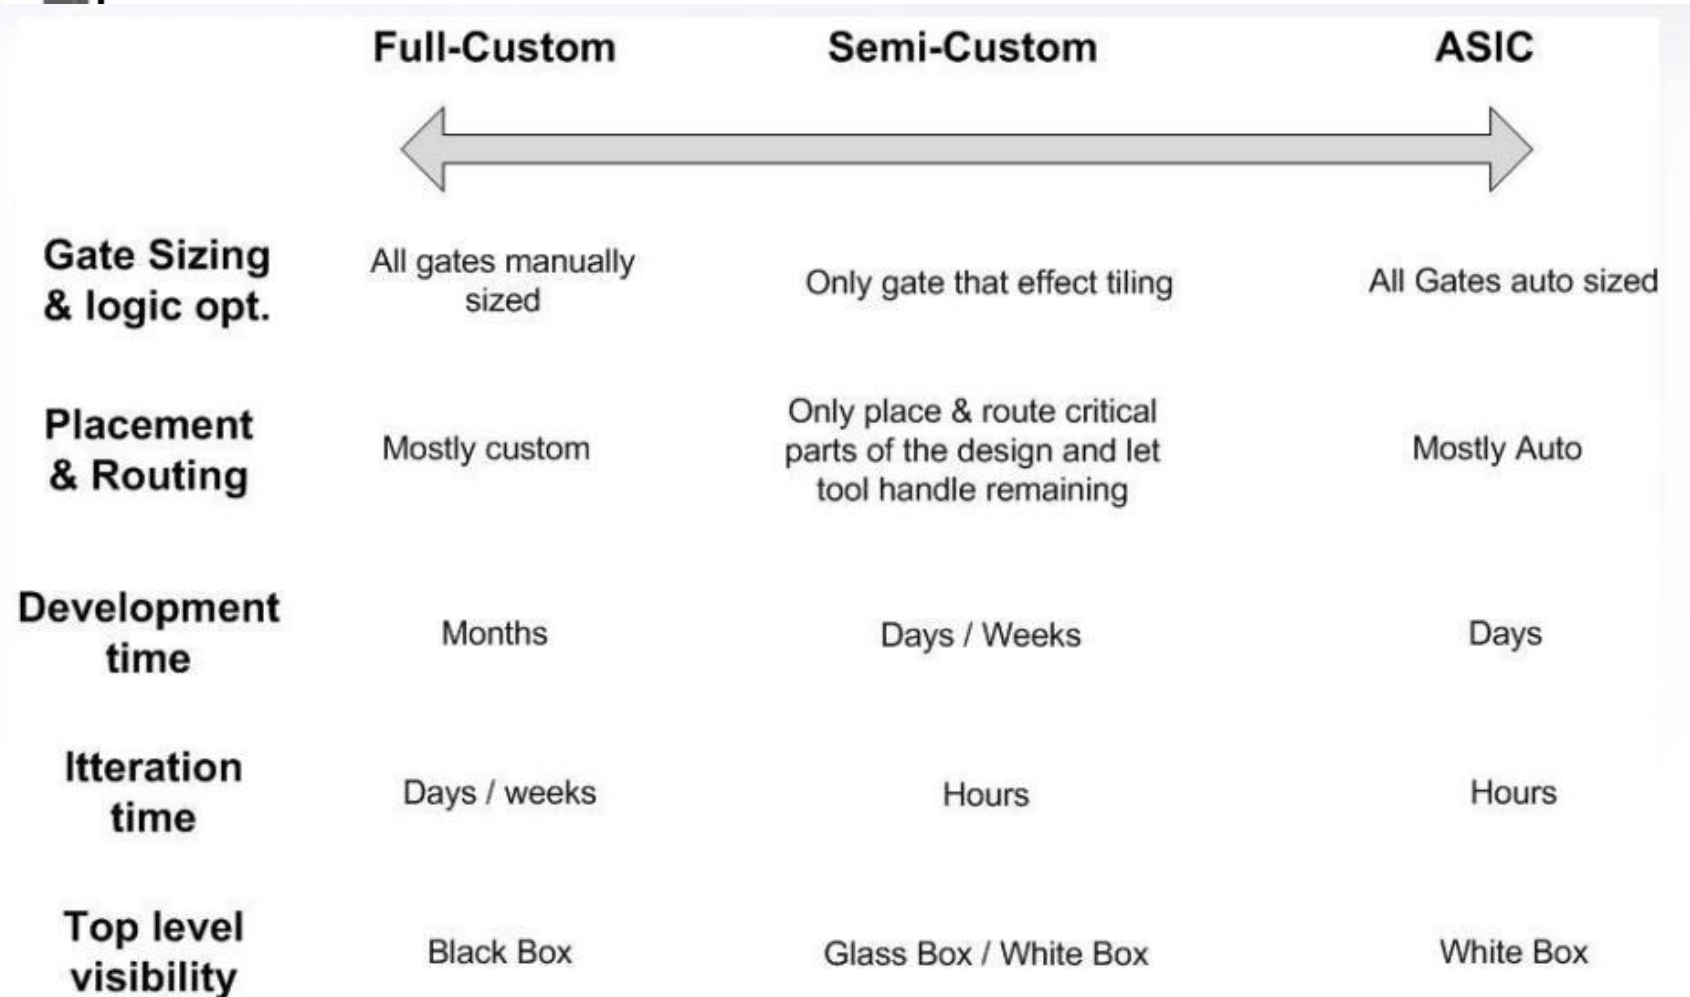 Full-Custom Semi-Custom ASIC
Gate Sizing
& logic opt.
All gates manually
sized
Only gate that effect tiling
All Gates auto sized
Placement
& Routing
Mostly custom
Only place & route critical
parts of the design and let
tool handle remaining
Mostly Auto
Development
time
Months
Days / Weeks
Days
Itteration
time
Days / weeks
Hours
Hours
Top level
visibility
Black Box
Glass Box / White Box
White Box